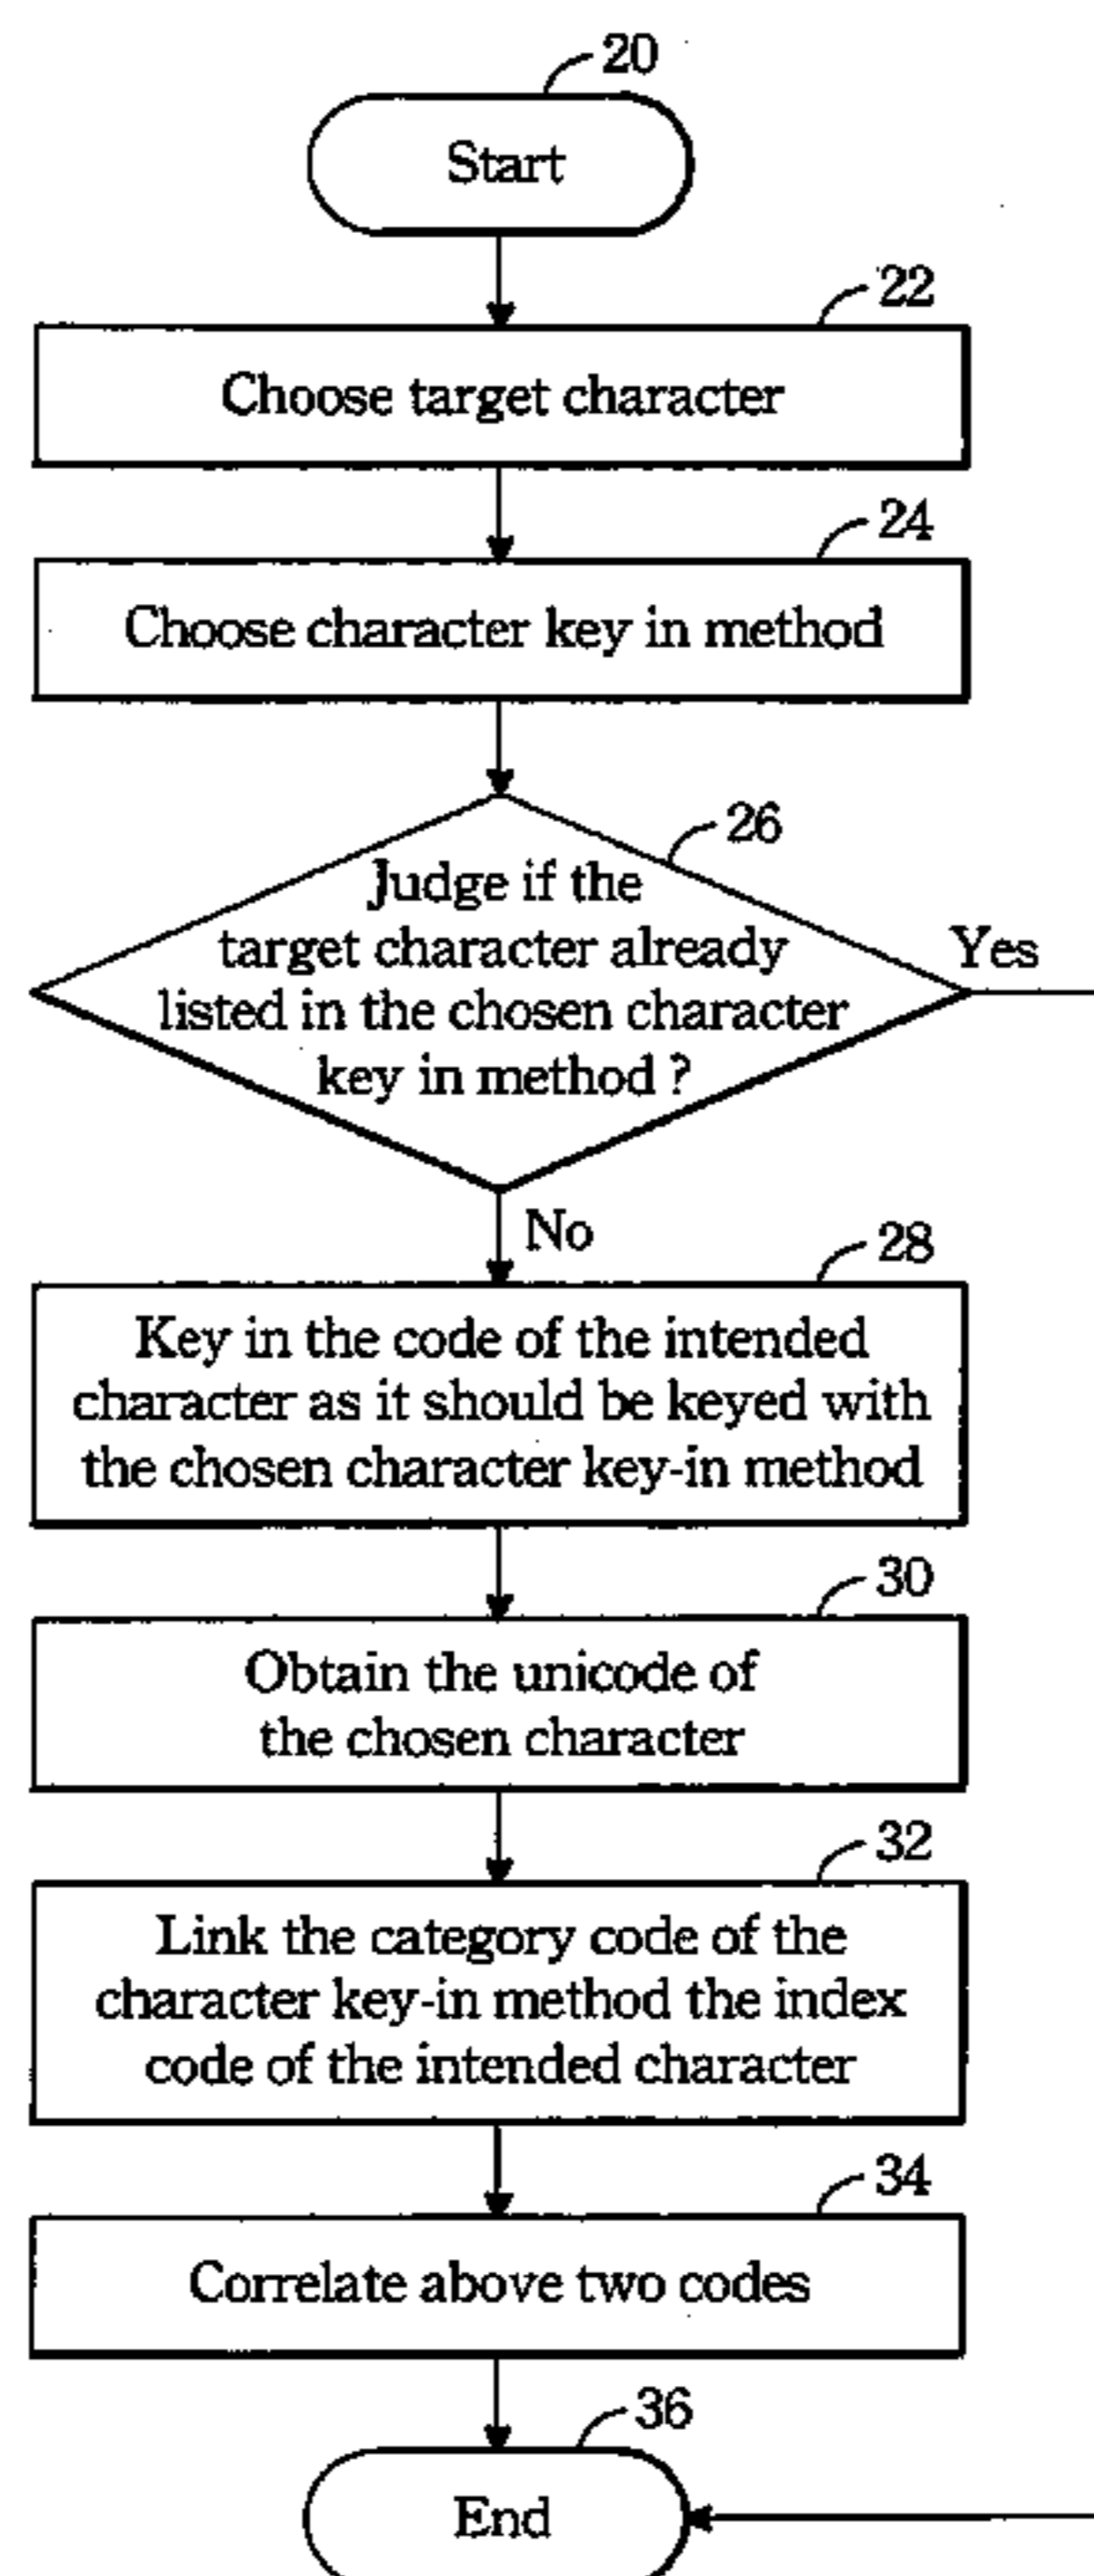 20
Start
22
Choose target character
24
Choose character key in method
26
Judge if the
target character already
listed in the chosen character
key in method ?
Yes
No
28
Key in the code of the intended
character as it should be keyed with
the chosen character key-in method
30
Obtain the unicode of
the chosen character
32
Link the category code of the
character key-in method the index
code of the intended character
34
Correlate above two codes
36
End